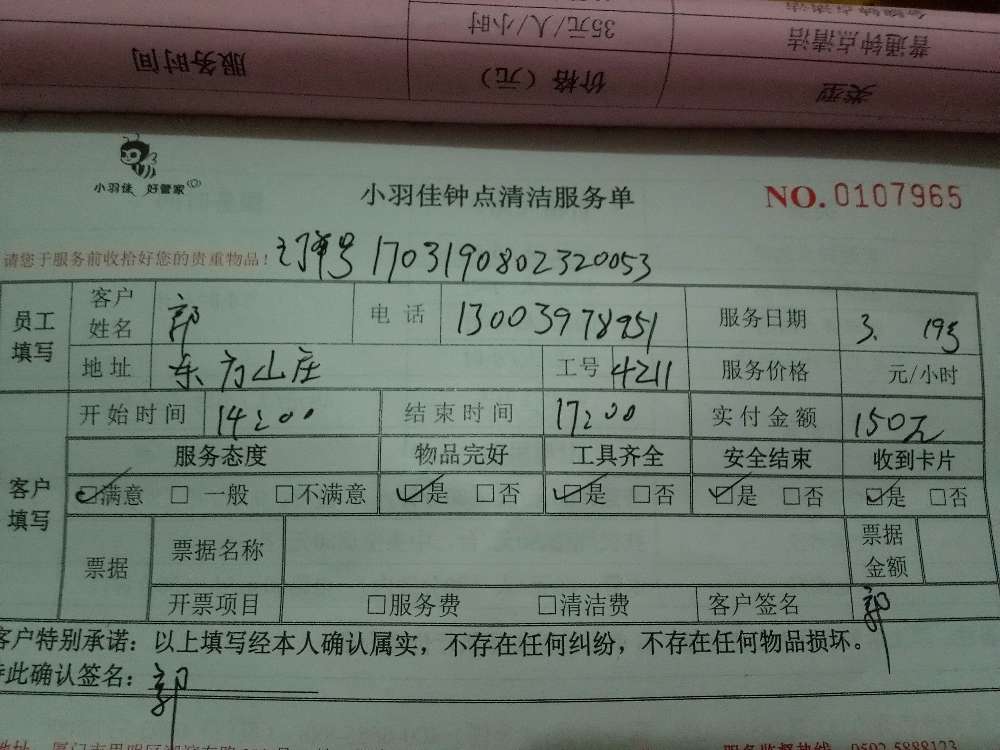 服务时间 价格（元） 类型
35元/人/小时 普通钟点清洁
小羽佳 好管家
小羽佳钟点清洁服务单
NO. 0107965
请您于服务前收拾好您的贵重物品！ 订单号 1703190802320053
员工填写 客户姓名 郭 电话 13003978951 服务日期 3. 19号
地址 东方山庄 工号 4211 服务价格 元/小时
客户填写 开始时间 14:00 结束时间 17:00 实付金额 150元
服务态度 物品完好 工具齐全 安全结束 收到卡片
☑满意 □一般 □不满意 ☑是 □否 ☑是 □否 ☑是 □否 ☑是 □否
票据 票据名称 票据金额
开票项目 □服务费 □清洁费 客户签名 郭
客户特别承诺：以上填写经本人确认属实，不存在任何纠纷，不存在任何物品损坏。
特此确认签名：郭
服务监督热线 0592-5888123